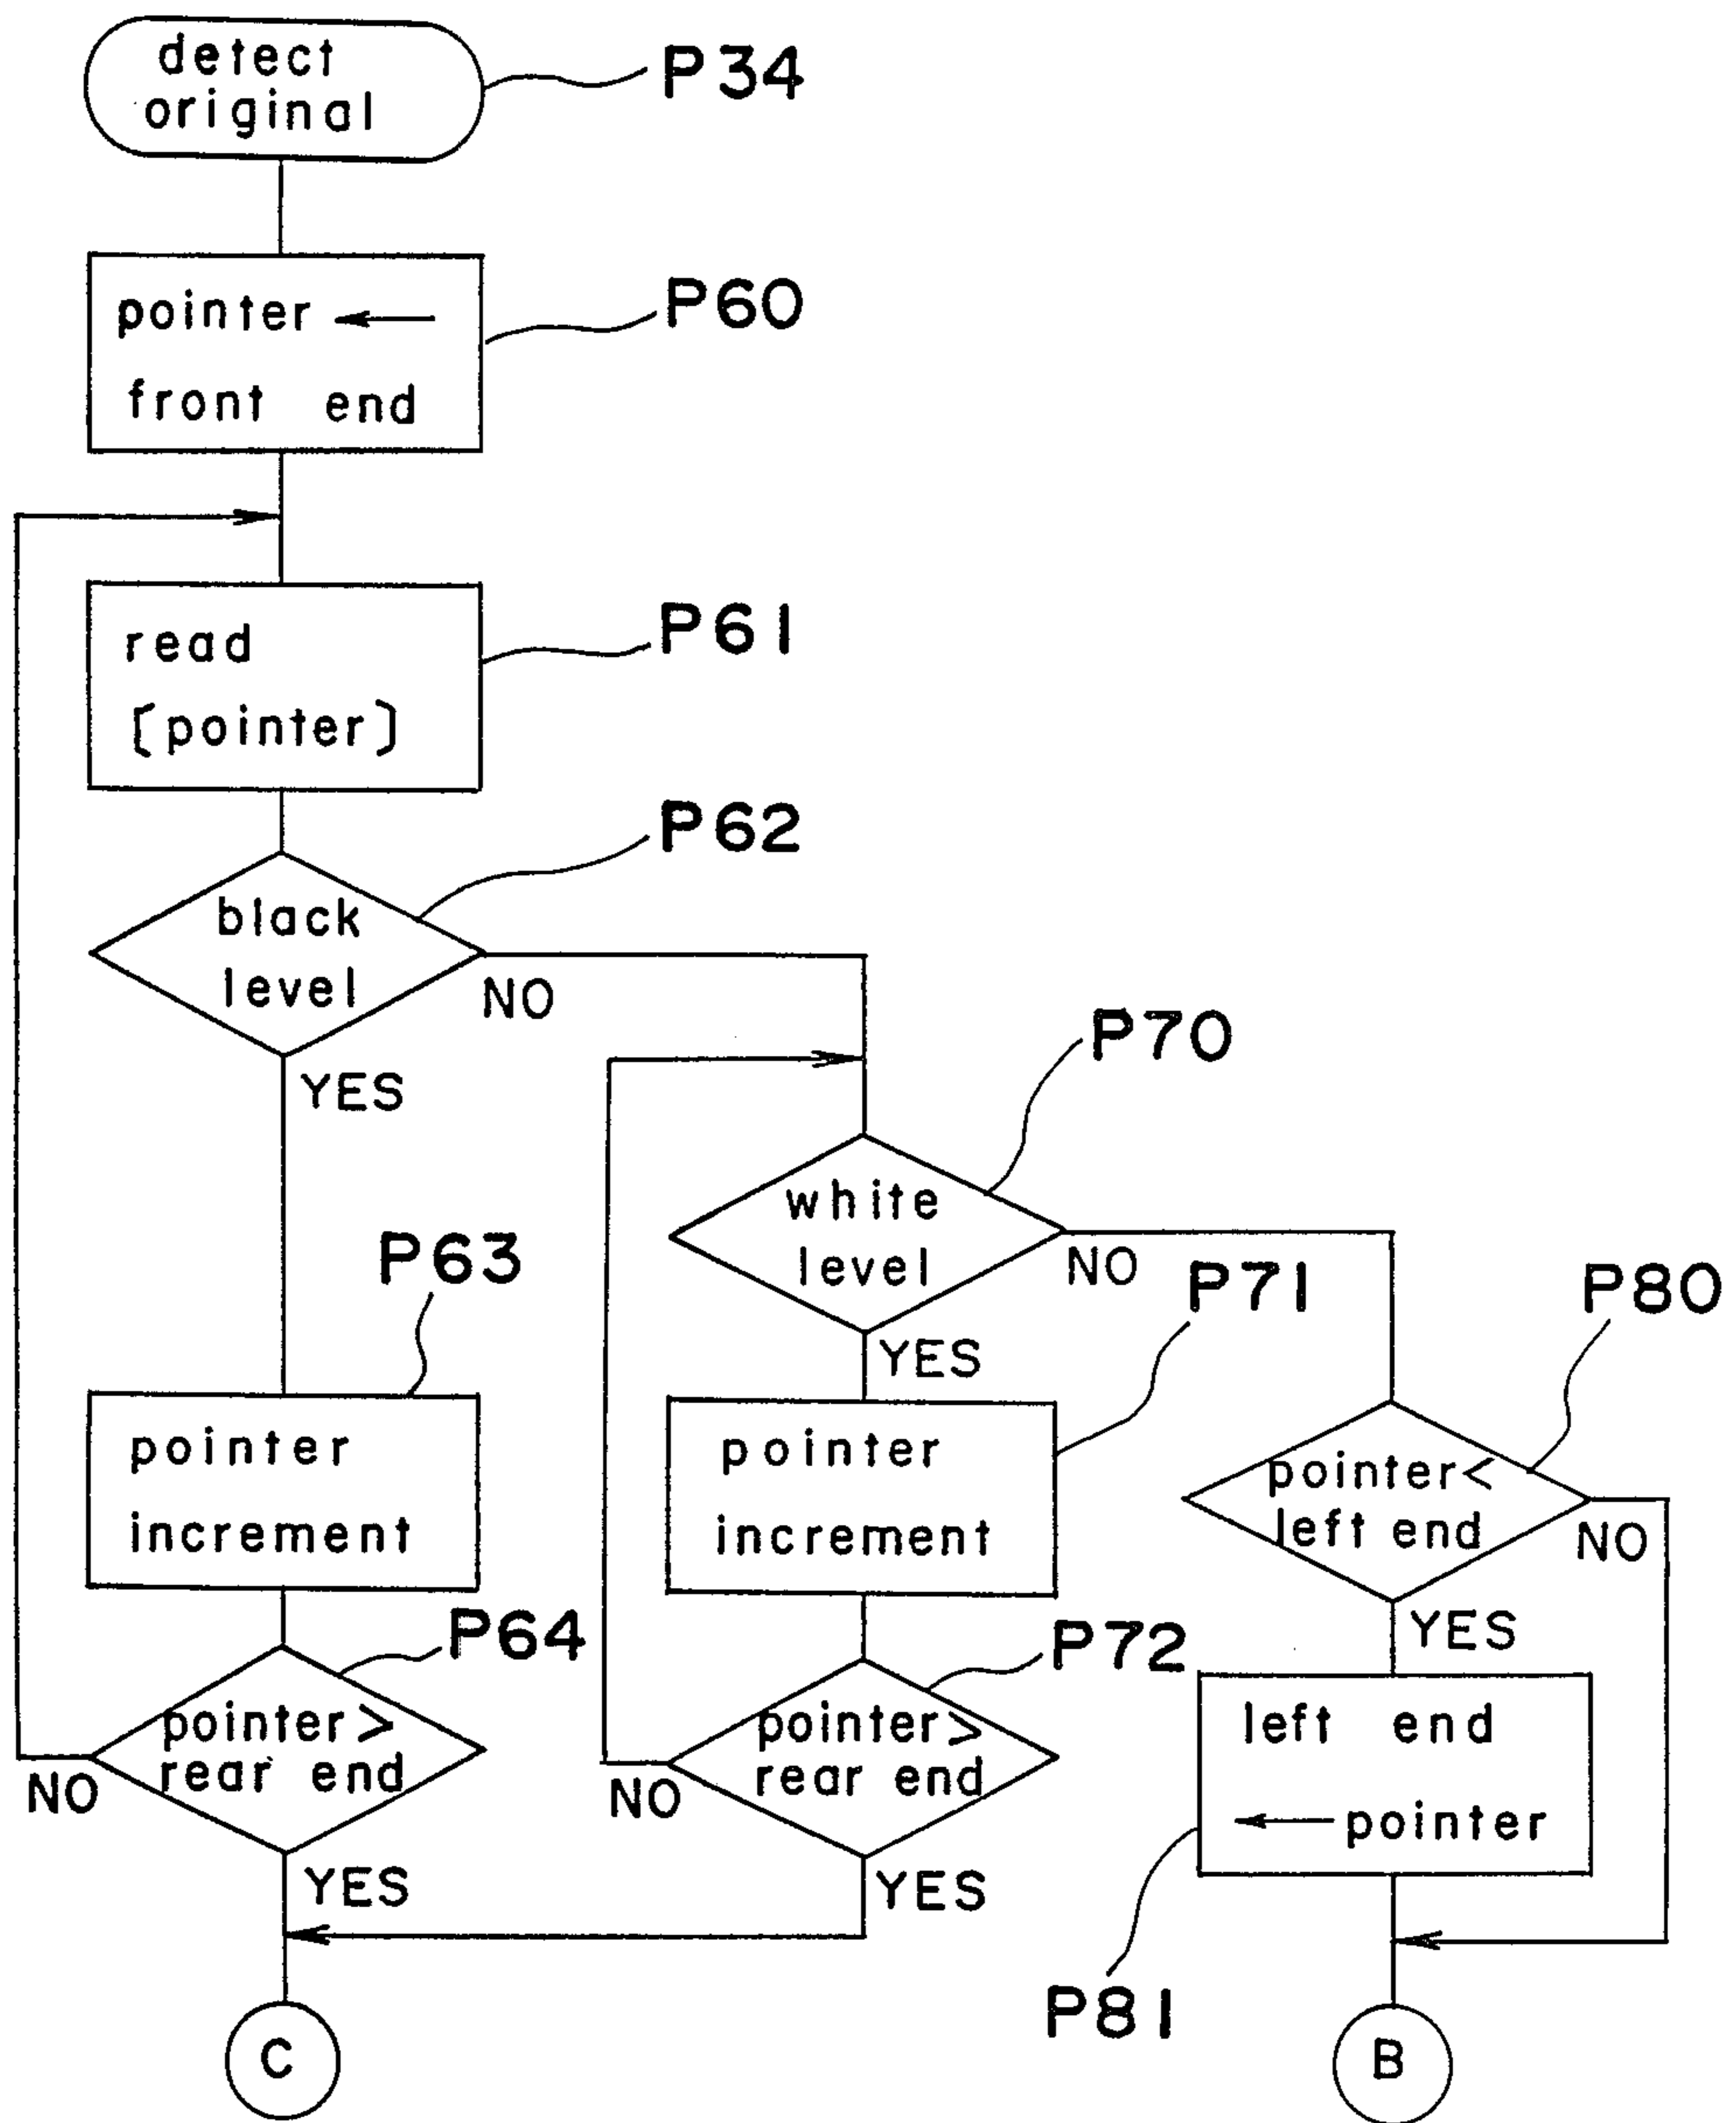 detect
original
P34
pointer ←
front end
P60
read
[pointer]
P61
black
level
P62
NO
YES
white
level
P70
NO
YES
pointer
increment
P63
pointer
increment
P71
pointer<
left end
P80
NO
YES
pointer>
rear end
P64
NO
YES
pointer>
rear end
P72
NO
YES
left end
← pointer
P81
C
B